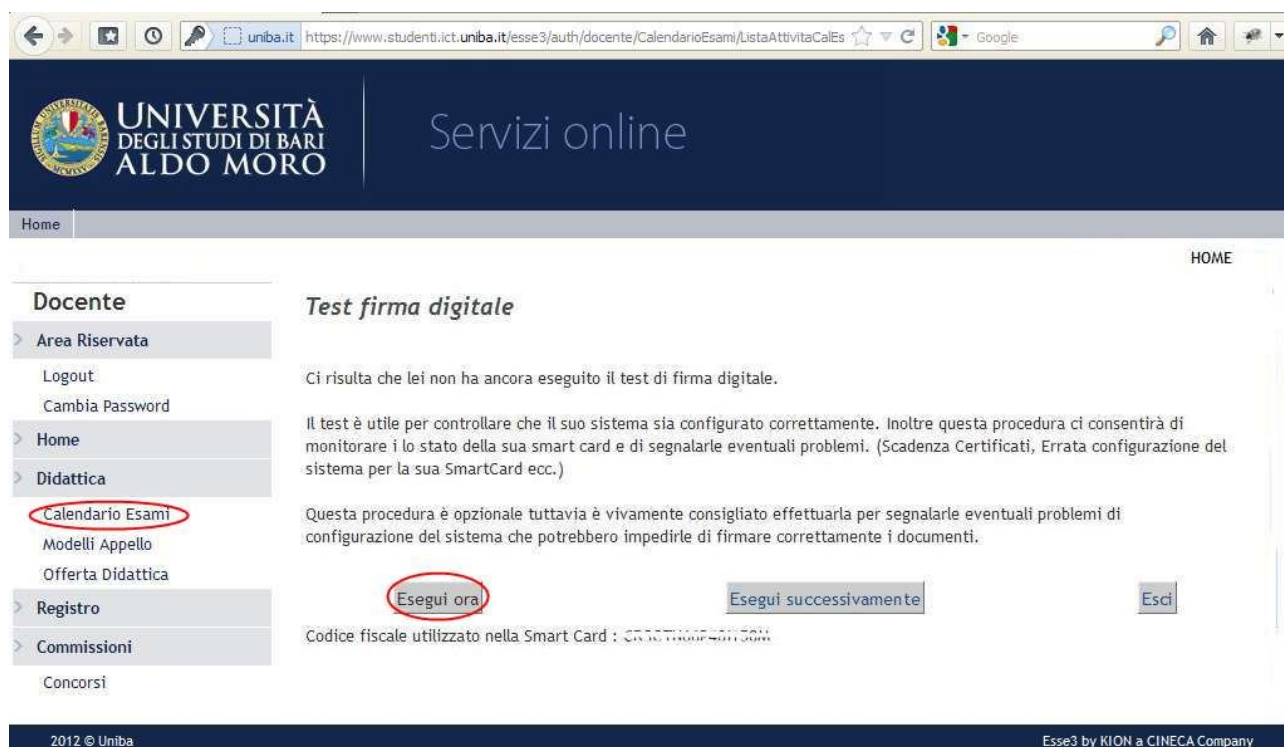 uniba.it https://www.studenti.ict.uniba.it/esse3/auth/docente/CalendarioEsami/ListaAttivitaCalEs Google
UNIVERSITÀ
DEGLI STUDI DI BARI
ALDO MORO
Servizi online
Home
HOME
Docente
Area Riservata
Logout
Cambia Password
Home
Didattica
Calendario Esami
Modelli Appello
Offerta Didattica
Registro
Commissioni
Concorsi
Test firma digitale
Ci risulta che lei non ha ancora eseguito il test di firma digitale.
Il test è utile per controllare che il suo sistema sia configurato correttamente. Inoltre questa procedura ci consentirà di
monitorare i lo stato della sua smart card e di segnalarle eventuali problemi. (Scadenza Certificati, Errata configurazione del
sistema per la sua SmartCard ecc.)
Questa procedura è opzionale tuttavia è vivamente consigliato effettuarla per segnalarle eventuali problemi di
configurazione del sistema che potrebbero impedirle di firmare correttamente i documenti.
Esegui ora Esegui successivamente Esci
Codice fiscale utilizzato nella Smart Card :
2012 © Uniba Esse3 by KION a CINECA Company